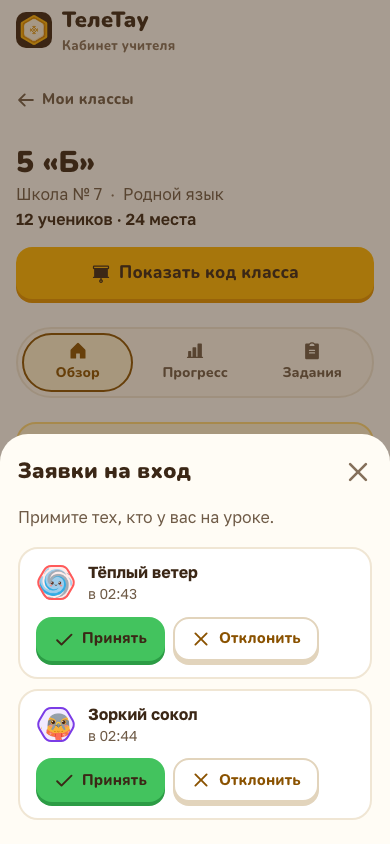 ТелеТау
Кабинет учителя
Мои классы
5 «Б»
Школа № 7 · Родной язык
12 учеников · 24 места
Показать код класса
Обзор
Прогресс
Задания
Заявки на вход
Примите тех, кто у вас на уроке.
Тёплый ветер
в 02:43
Принять
Отклонить
Зоркий сокол
в 02:44
Принять
Отклонить